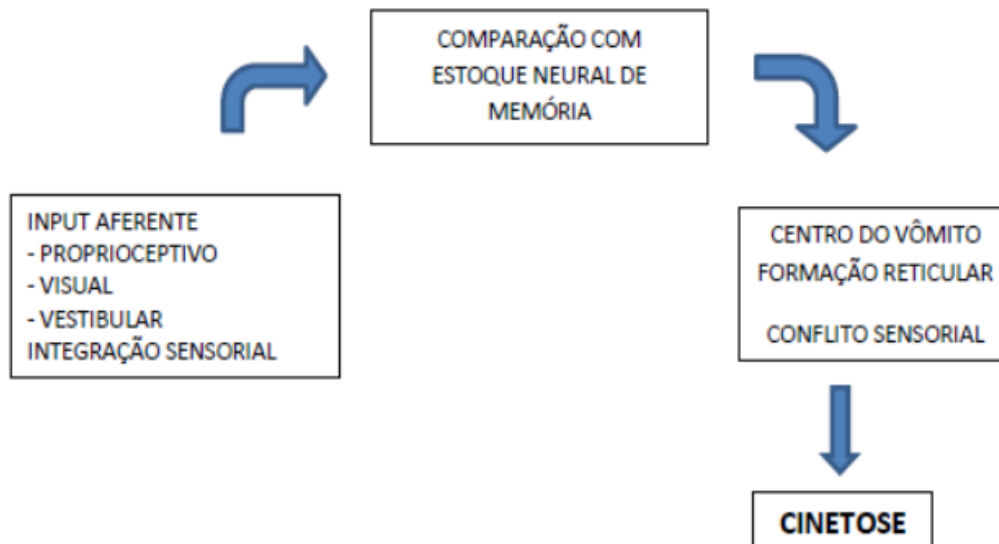 COMPARAÇÃO COM
ESTOQUE NEURAL DE
MEMÓRIA
INPUT AFERENTE
- PROPRIOCEPTIVO
- VISUAL
- VESTIBULAR
INTEGRAÇÃO SENSORIAL
CENTRO DO VÔMITO
FORMAÇÃO RETICULAR
CONFLITO SENSORIAL
CINETOSE